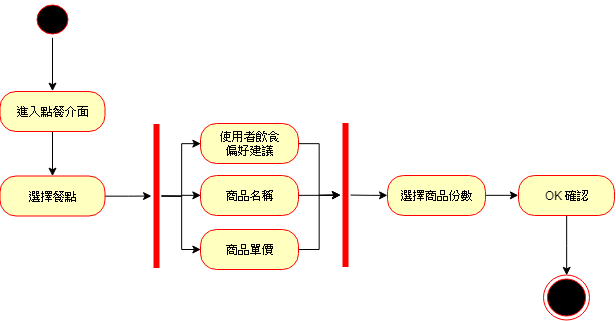 進入點餐介面
選擇餐點
使用者飲食
偏好建議
商品名稱
商品單價
選擇商品份數
OK 確認